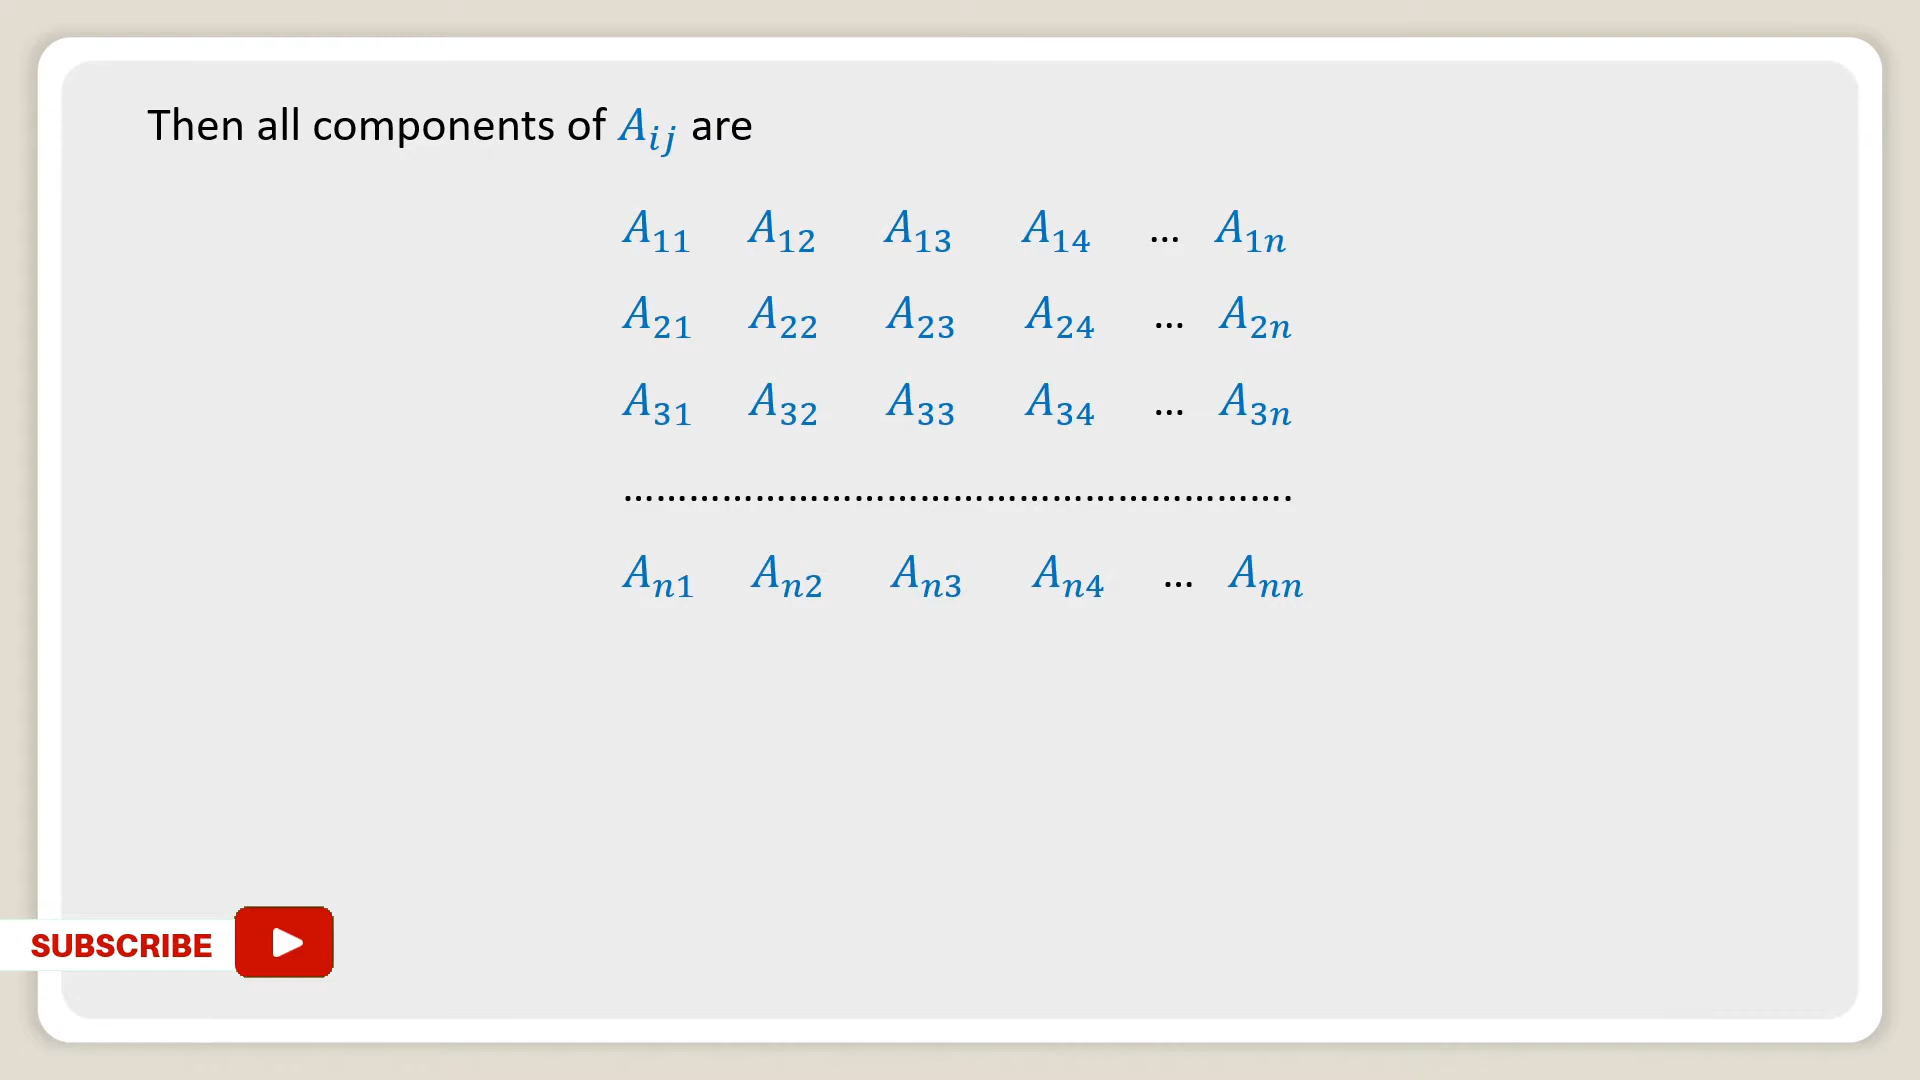 Then all components of A_{ij} are
A_{11} A_{12} A_{13} A_{14} ... A_{1n}
A_{21} A_{22} A_{23} A_{24} ... A_{2n}
A_{31} A_{32} A_{33} A_{34} ... A_{3n}
.............................................................
A_{n1} A_{n2} A_{n3} A_{n4} ... A_{nn}
SUBSCRIBE